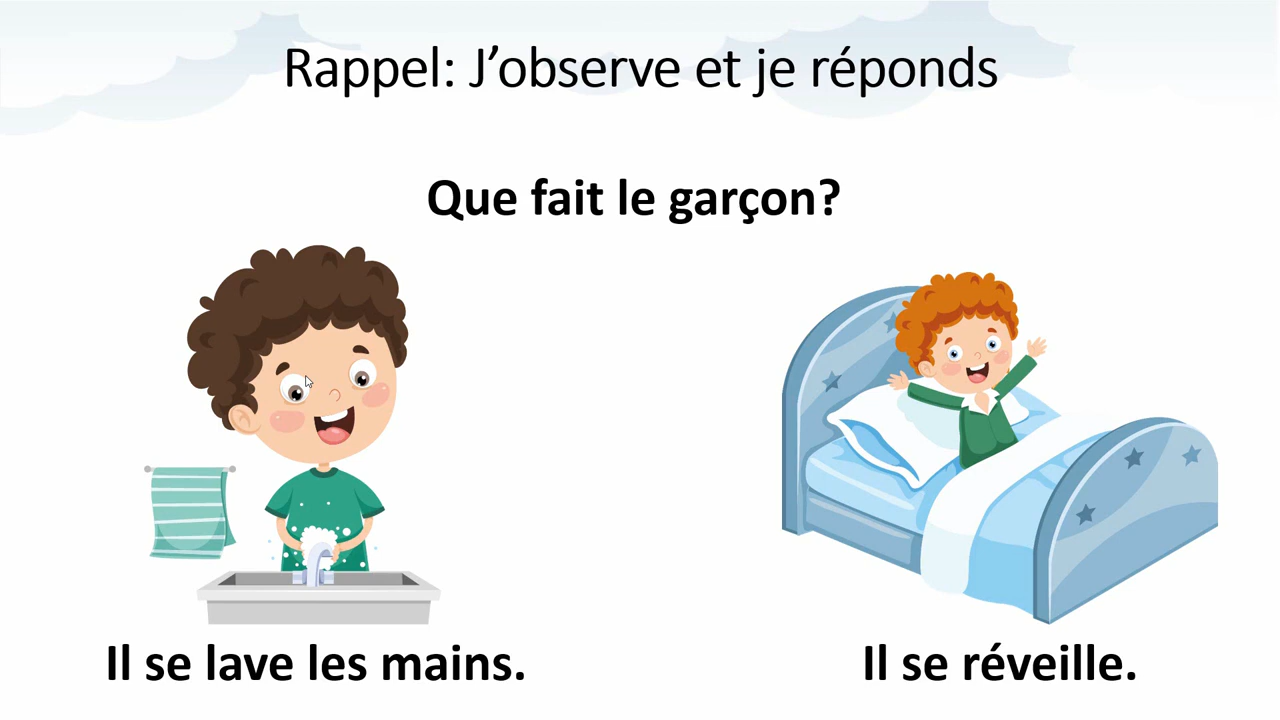 Rappel: J’observe et je réponds
Que fait le garçon?
Il se lave les mains.
Il se réveille.